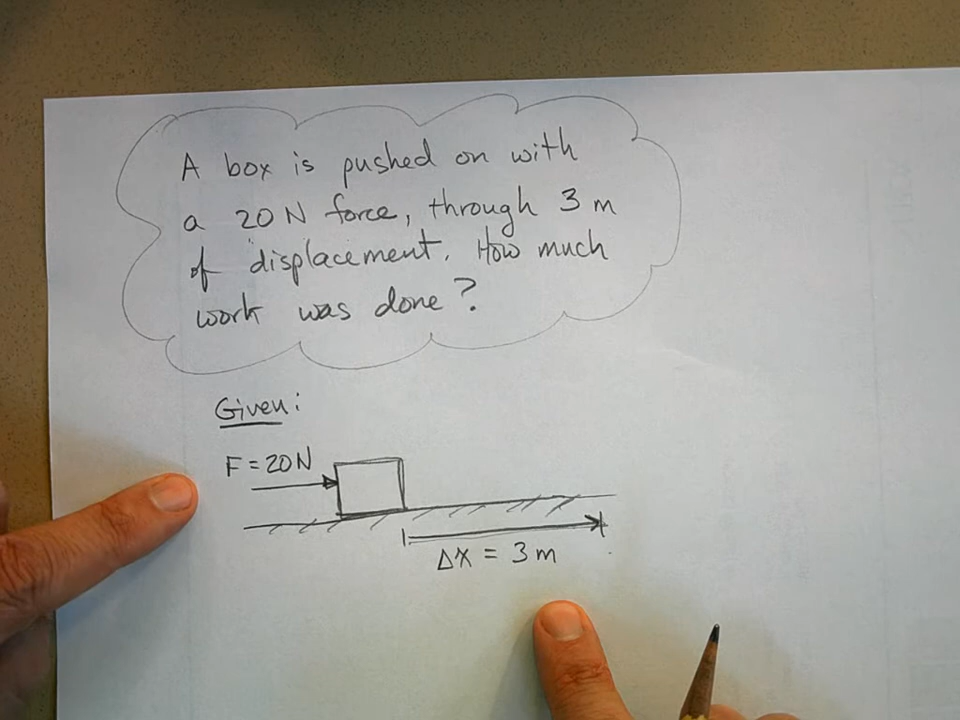 A box is pushed on with
a 20 N force, through 3 m
of displacement. How much
work was done?
Given:
F = 20 N
Δx = 3 m